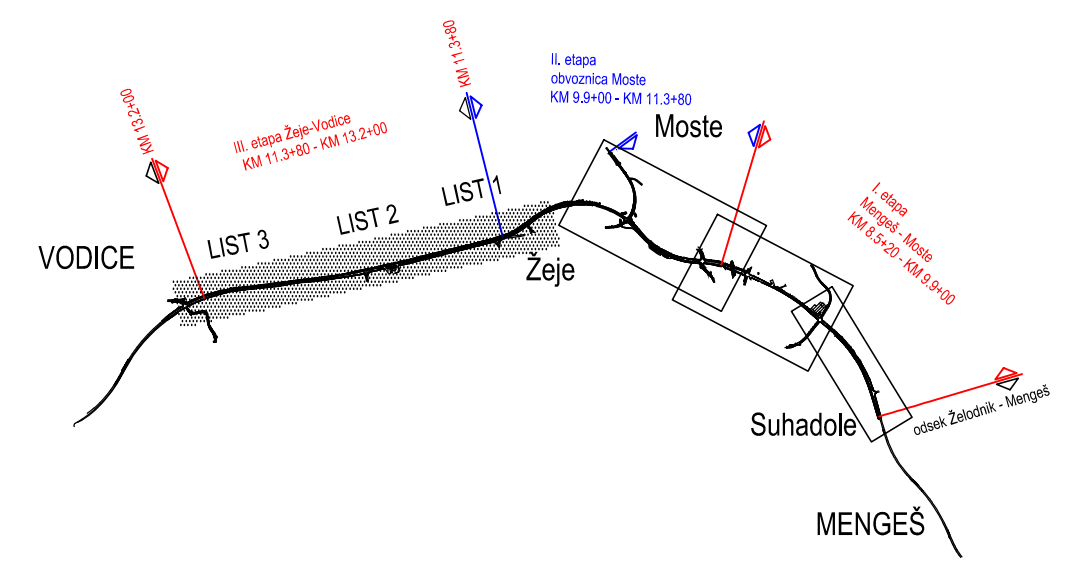 KM 11.3+80
II. etapa
obvoznica Moste
KM 9.9+00 - KM 11.3+80
KM 13.2+00
III. etapa Žeje-Vodice
KM 11.3+80 - KM 13.2+00
Moste
I. etapa
Mengeš - Moste
KM 8.5+20 - KM 9.9+00
LIST 1
LIST 2
LIST 3
VODICE
Žeje
Suhadole
odsek Želodnik - Mengeš
MENGEŠ